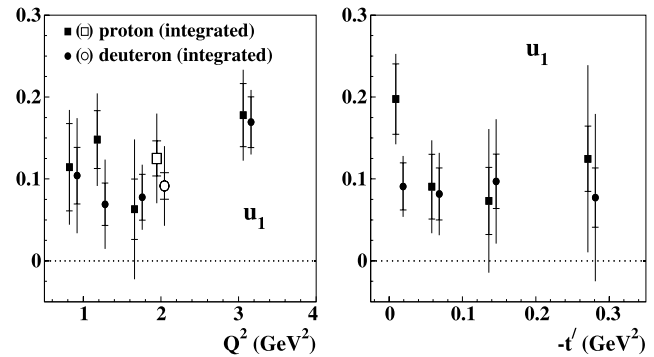 ■ (□) proton (integrated)
● (○) deuteron (integrated)
0.3
0.2
0.1
0
u₁
1 2 3 4
Q² (GeV²)
0.3
0.2
0.1
0
u₁
0 0.1 0.2 0.3
-t′ (GeV²)